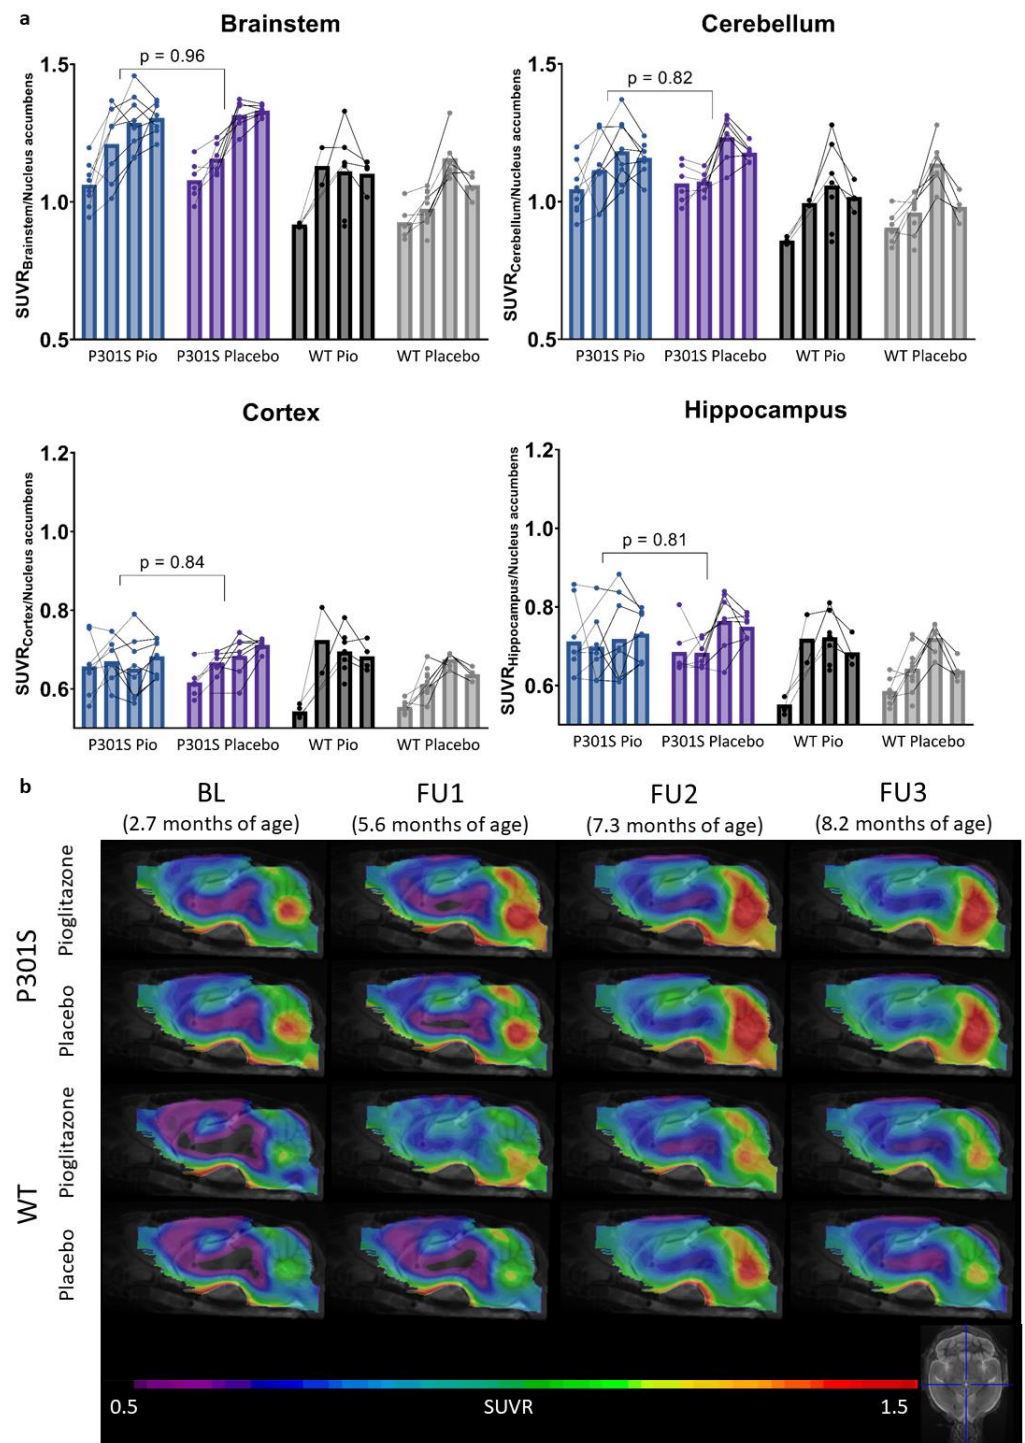 a
Brainstem
Cerebellum
SUVRBrainstem/Nucleus accumbens
1.5
1.0
0.5
p = 0.96
P301S Pio
P301S Placebo
WT Pio
WT Placebo
SUVRCerebellum/Nucleus accumbens
1.5
1.0
0.5
p = 0.82
P301S Pio
P301S Placebo
WT Pio
WT Placebo
Cortex
Hippocampus
SUVRCortex/Nucleus accumbens
1.2
1.0
0.8
0.6
p = 0.84
P301S Pio
P301S Placebo
WT Pio
WT Placebo
SUVRHippocampus/Nucleus accumbens
1.2
1.0
0.8
0.6
p = 0.81
P301S Pio
P301S Placebo
WT Pio
WT Placebo
b
BL
(2.7 months of age)
FU1
(5.6 months of age)
FU2
(7.3 months of age)
FU3
(8.2 months of age)
P301S
Pioglitazone
Placebo
WT
Pioglitazone
Placebo
0.5
SUVR
1.5